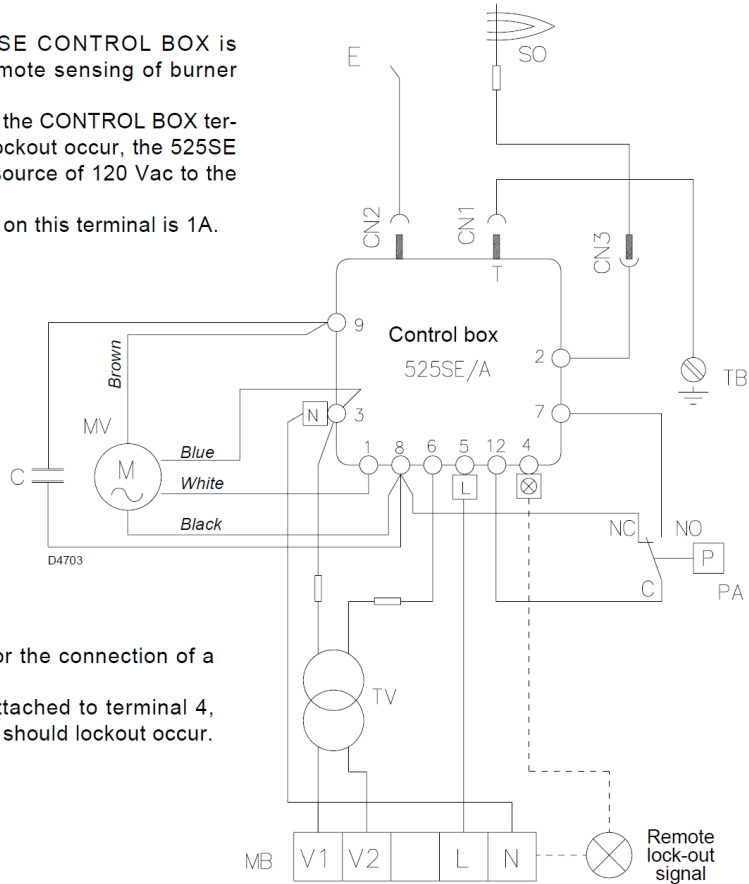 SE CONTROL BOX is
mote sensing of burner
the CONTROL BOX ter-
ockout occur, the 525SE
source of 120 Vac to the
on this terminal is 1A.
E
SO
CN2
CN1
CN3
T
9
Control box
525SE/A
2
TB
Brown
N
3
7
MV
1
8
6
5
12
4
L
Blue
C
M
White
Black
D4703
NC
NO
P
C
PA
or the connection of a
ttached to terminal 4,
should lockout occur.
TV
MB
V1
V2
L
N
Remote
lock-out
signal